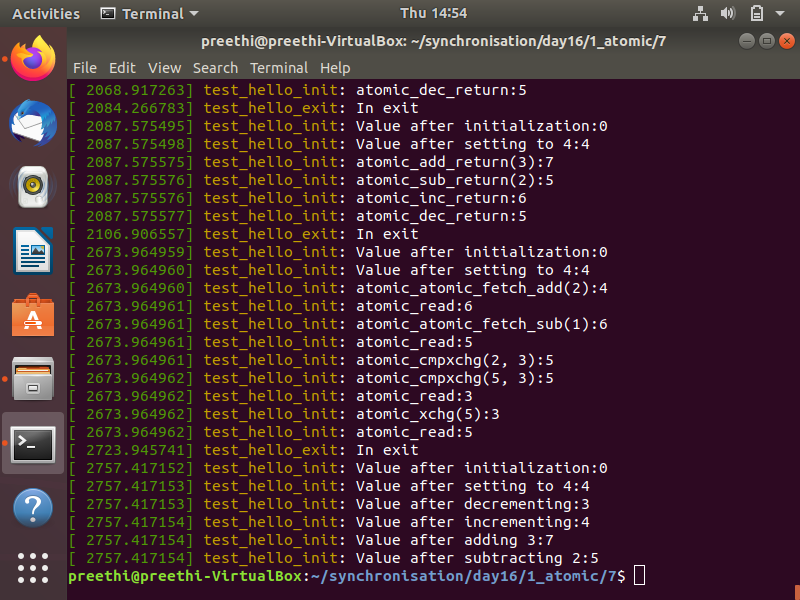 Activities Terminal Thu 14:54
preethi@preethi-VirtualBox: ~/synchronisation/day16/1_atomic/7
File Edit View Search Terminal Help
[ 2068.917263] test_hello_init: atomic_dec_return:5
[ 2084.266783] test_hello_exit: In exit
[ 2087.575495] test_hello_init: Value after initialization:0
[ 2087.575498] test_hello_init: Value after setting to 4:4
[ 2087.575575] test_hello_init: atomic_add_return(3):7
[ 2087.575576] test_hello_init: atomic_sub_return(2):5
[ 2087.575576] test_hello_init: atomic_inc_return:6
[ 2087.575577] test_hello_init: atomic_dec_return:5
[ 2106.906557] test_hello_exit: In exit
[ 2673.964959] test_hello_init: Value after initialization:0
[ 2673.964960] test_hello_init: Value after setting to 4:4
[ 2673.964960] test_hello_init: atomic_atomic_fetch_add(2):4
[ 2673.964961] test_hello_init: atomic_read:6
[ 2673.964961] test_hello_init: atomic_atomic_fetch_sub(1):6
[ 2673.964961] test_hello_init: atomic_read:5
[ 2673.964961] test_hello_init: atomic_cmpxchg(2, 3):5
[ 2673.964962] test_hello_init: atomic_cmpxchg(5, 3):5
[ 2673.964962] test_hello_init: atomic_read:3
[ 2673.964962] test_hello_init: atomic_xchg(5):3
[ 2673.964962] test_hello_init: atomic_read:5
[ 2723.945741] test_hello_exit: In exit
[ 2757.417152] test_hello_init: Value after initialization:0
[ 2757.417153] test_hello_init: Value after setting to 4:4
[ 2757.417153] test_hello_init: Value after decrementing:3
[ 2757.417154] test_hello_init: Value after incrementing:4
[ 2757.417154] test_hello_init: Value after adding 3:7
[ 2757.417154] test_hello_init: Value after subtracting 2:5
preethi@preethi-VirtualBox:~/synchronisation/day16/1_atomic/7$